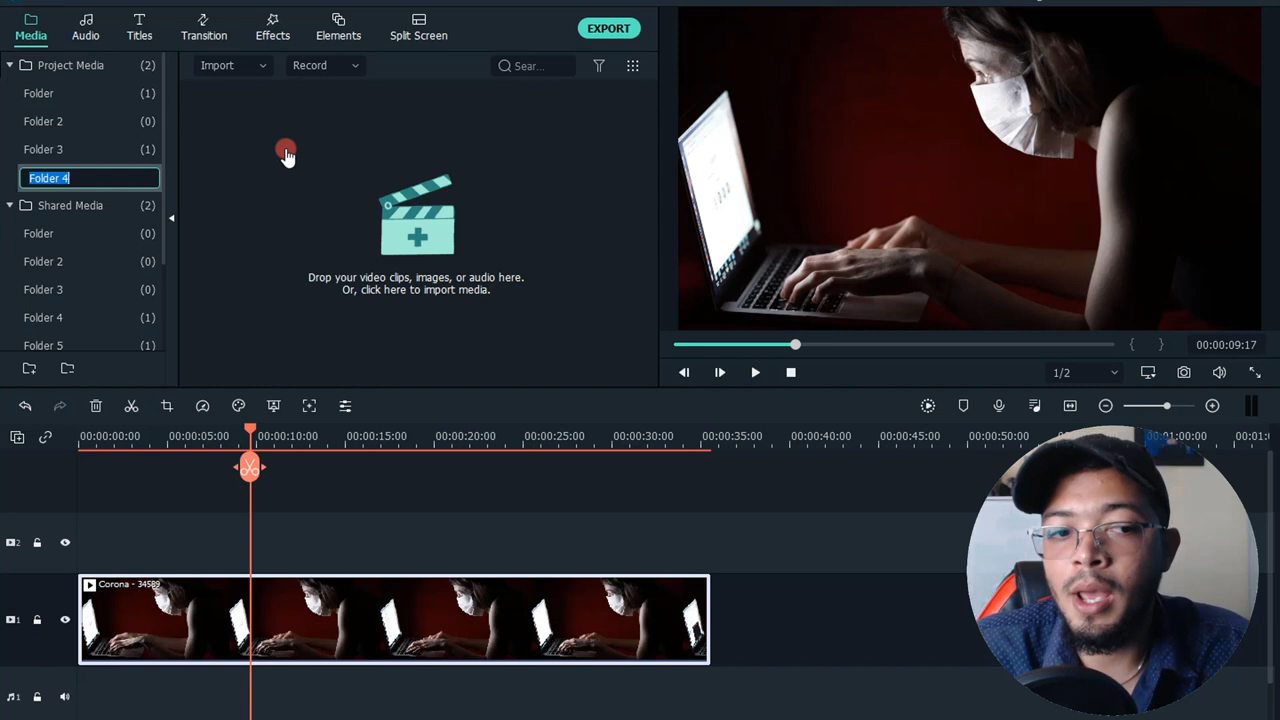 Media Audio Titles Transition Effects Elements Split Screen EXPORT
Project Media (2)
Folder (1)
Folder 2 (0)
Folder 3 (1)
Folder 4
Shared Media (2)
Folder (0)
Folder 2 (0)
Folder 3 (0)
Folder 4 (1)
Folder 5 (1)
Import Record Sear...
Drop your video clips, images, or audio here.
Or, click here to import media.
{ } 00:00:09:17
1/2
00:00:00:00 00:00:05:00 00:00:10:00 00:00:15:00 00:00:20:00 00:00:25:00 00:00:30:00 00:00:35:00 00:00:40:00 00:00:45:00 00:00:50:00
2
Corona - 34589
1
1